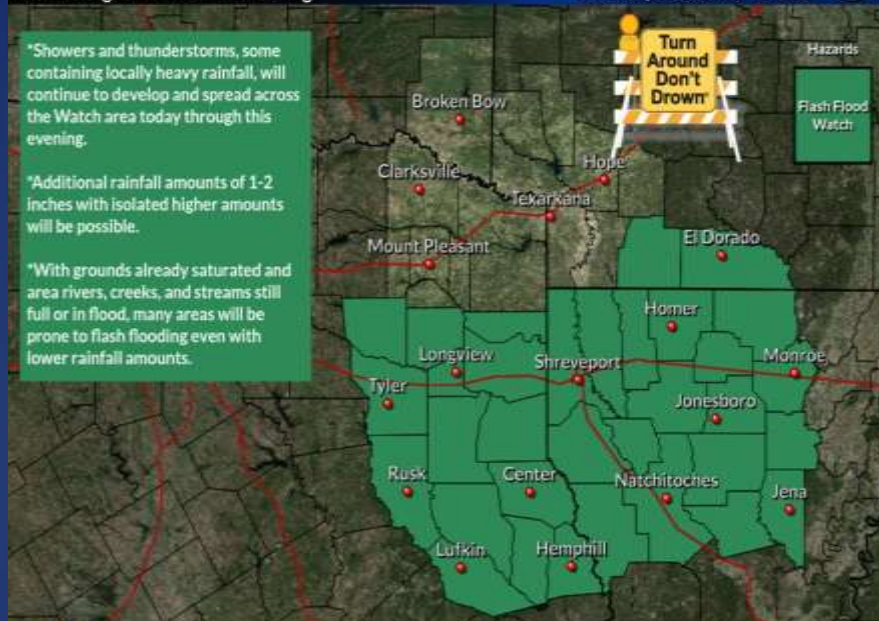 *Showers and thunderstorms, some
containing locally heavy rainfall, will
continue to develop and spread across
the Watch area today through this
evening.
*Additional rainfall amounts of 1-2
inches with isolated higher amounts
will be possible.
*With grounds already saturated and
area rivers, creeks, and streams still
full or in flood, many areas will be
prone to flash flooding even with
lower rainfall amounts.
Turn
Around
Don't
Drown
Hazards
Flash Flood
Watch
Broken Bow
Clarksville
Hope
Texarkana
Mount Pleasant
El Dorado
Homer
Longview
Shreveport
Monroe
Tyler
Jonesboro
Rusk
Center
Natchitoches
Jena
Lufkin
Hemphill